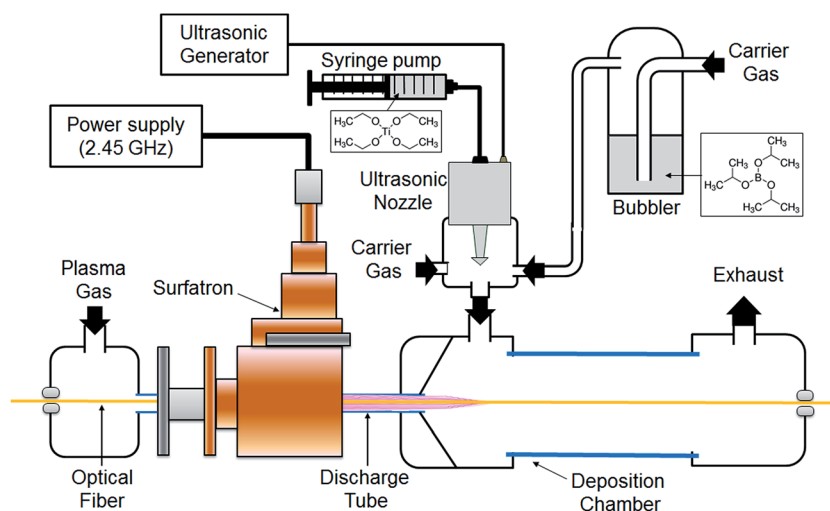 Ultrasonic
Generator
Syringe pump
Carrier
Gas
Power supply
(2.45 GHz)
H₃C
O
O
CH₃
Ti
H₃C
O
O
CH₃
Ultrasonic
Nozzle
CH₃
CH₃
H₃C
O
CH₃
H₃C
O
B
O
CH₃
CH₃
Bubbler
Carrier
Gas
Plasma
Gas
Surfatron
Exhaust
Optical
Fiber
Discharge
Tube
Deposition
Chamber